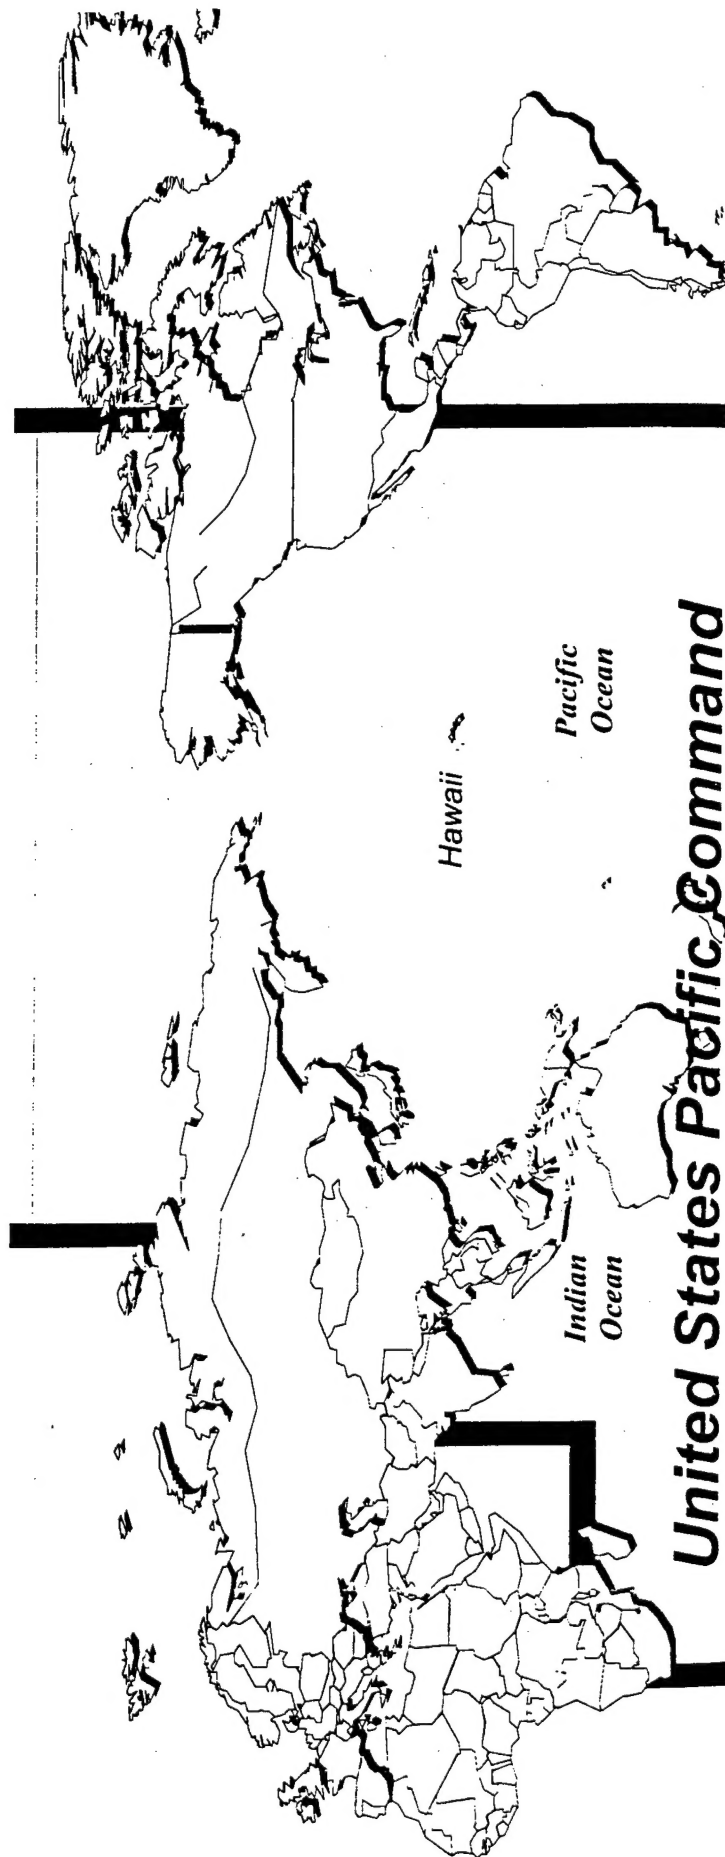 Hawaii
Pacific
Ocean
Indian
Ocean
United States Pacific Command